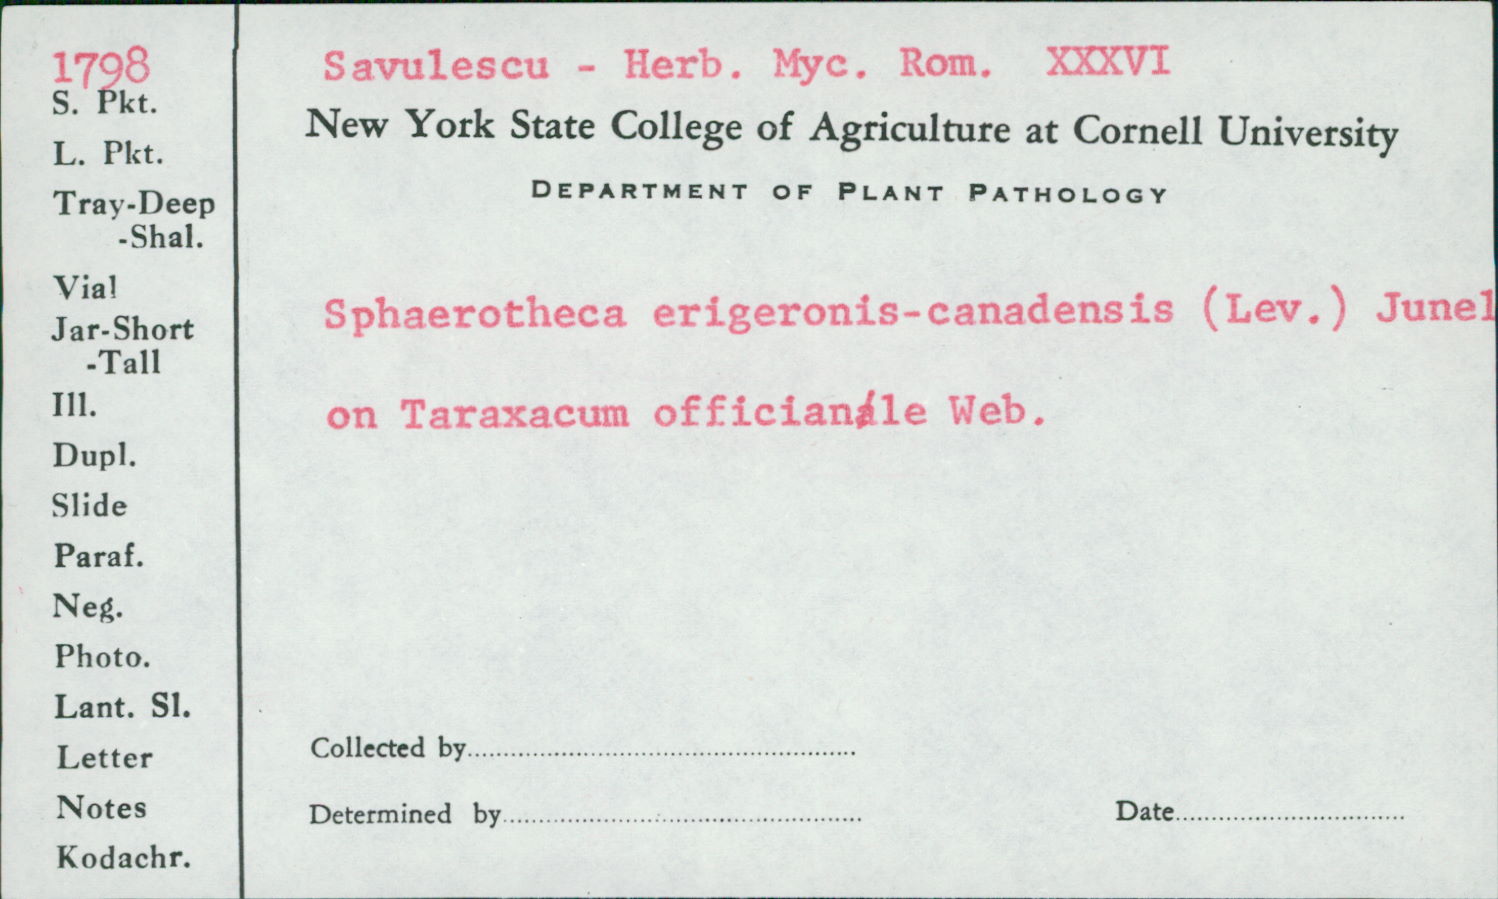 1798
S. Pkt.
L. Pkt.
Tray-Deep
-Shal.
Vial
Jar-Short
-Tall
Ill.
Dupl.
Slide
Paraf.
Neg.
Photo.
Lant. Sl.
Letter
Notes
Kodachr.
Savulescu - Herb. Myc. Rom. XXXVI
New York State College of Agriculture at Cornell University
DEPARTMENT OF PLANT PATHOLOGY
Sphaerotheca erigeronis-canadensis (Lev.) Junel
on Taraxacum Web.
Collected by
Determined by
Date